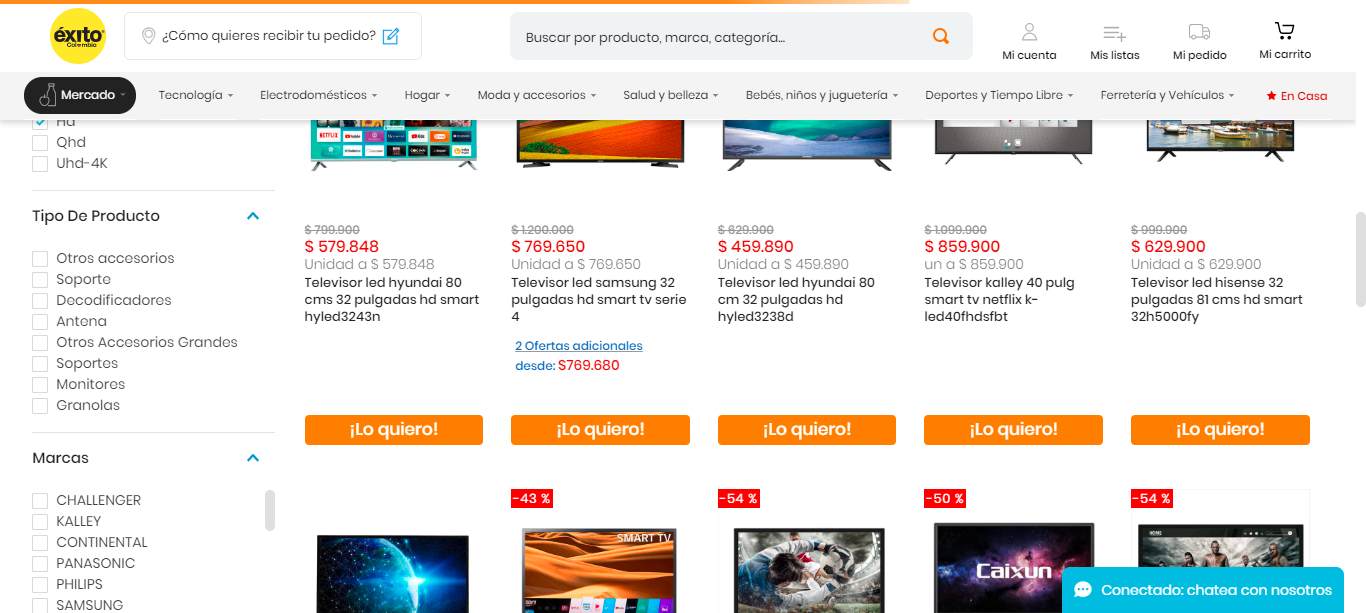 éxito
Colombia
¿Cómo quieres recibir tu pedido?
Buscar por producto, marca, categoría...
Mi cuenta
Mis listas
Mi pedido
Mi carrito
Mercado
Tecnología
Electrodomésticos
Hogar
Moda y accesorios
Salud y belleza
Bebés, niños y juguetería
Deportes y Tiempo Libre
Ferretería y Vehículos
En Casa
Hd
Qhd
Uhd-4K
Tipo De Producto
Otros accesorios
Soporte
Decodificadores
Antena
Otros Accesorios Grandes
Soportes
Monitores
Granolas
Marcas
CHALLENGER
KALLEY
CONTINENTAL
PANASONIC
PHILIPS
SAMSUNG
NETFLIX
$ 799.900
$ 579.848
Unidad a $ 579.848
Televisor led hyundai 80
cms 32 pulgadas hd smart
hyled3243n
¡Lo quiero!
$ 1.200.000
$ 769.650
Unidad a $ 769.650
Televisor led samsung 32
pulgadas hd smart tv serie
4
2 Ofertas adicionales
desde: $769.680
¡Lo quiero!
$ 629.900
$ 459.890
Unidad a $ 459.890
Televisor led hyundai 80
cm 32 pulgadas hd
hyled3238d
¡Lo quiero!
$ 1.099.900
$ 859.900
un a $ 859.900
Televisor kalley 40 pulg
smart tv netflix k-
led40fhdsfbt
¡Lo quiero!
$ 999.900
$ 629.900
Unidad a $ 629.900
Televisor led hisense 32
pulgadas 81 cms hd smart
32h5000fy
¡Lo quiero!
-43 %
SMART TV
-54 %
-50 %
Caixun
-54 %
HOME
Conectado: chatea con nosotros